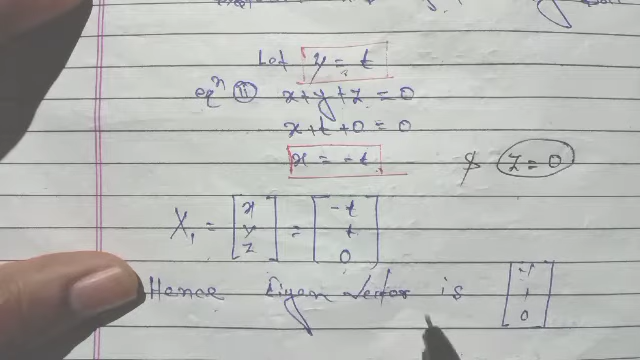 Let y = t
eqⁿ (ii) x+y+z = 0
x+t+0 = 0
x = -t & z = 0
X₁ = [x y z] = [-t t 0]
Hence Eigen Vector is [-1 1 0]